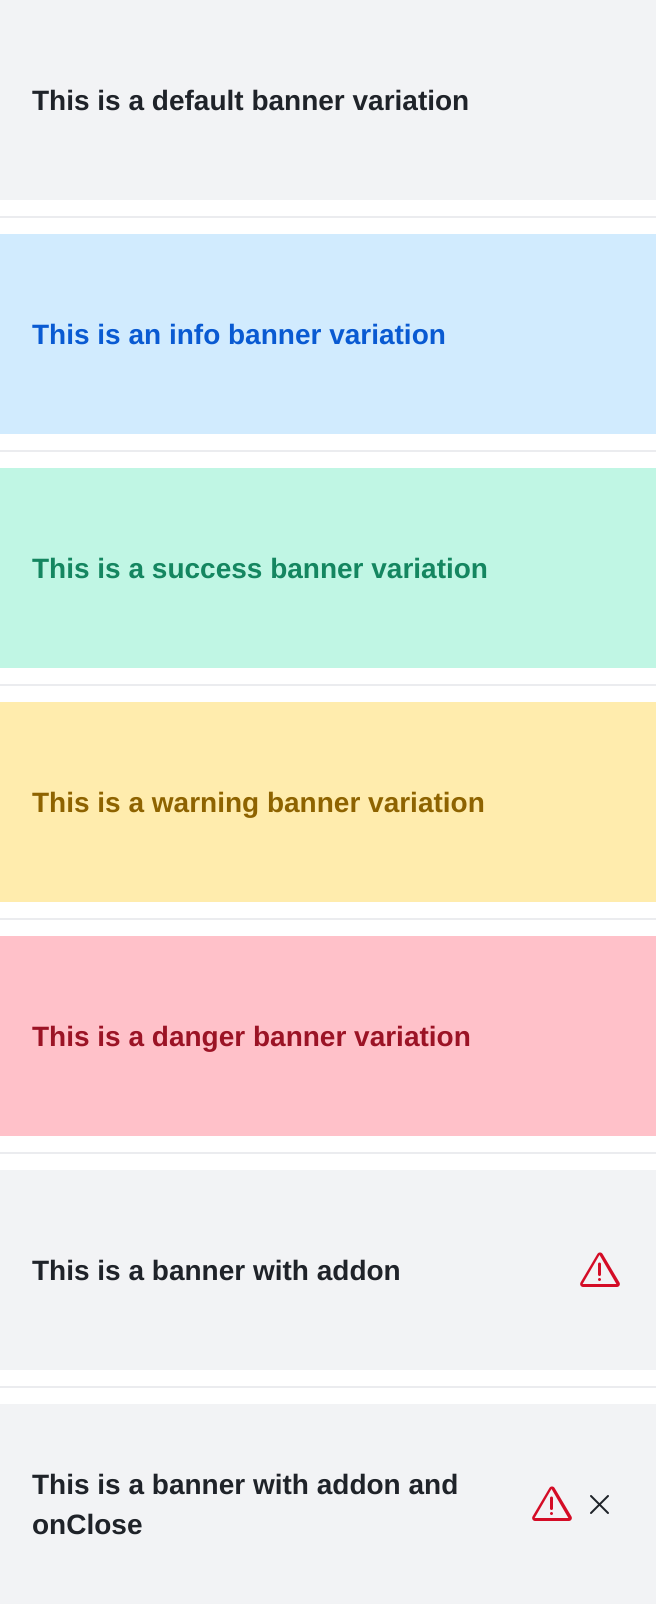 This is a default banner variation
This is an info banner variation
This is a success banner variation
This is a warning banner variation
This is a danger banner variation
This is a banner with addon
This is a banner with addon and
onClose